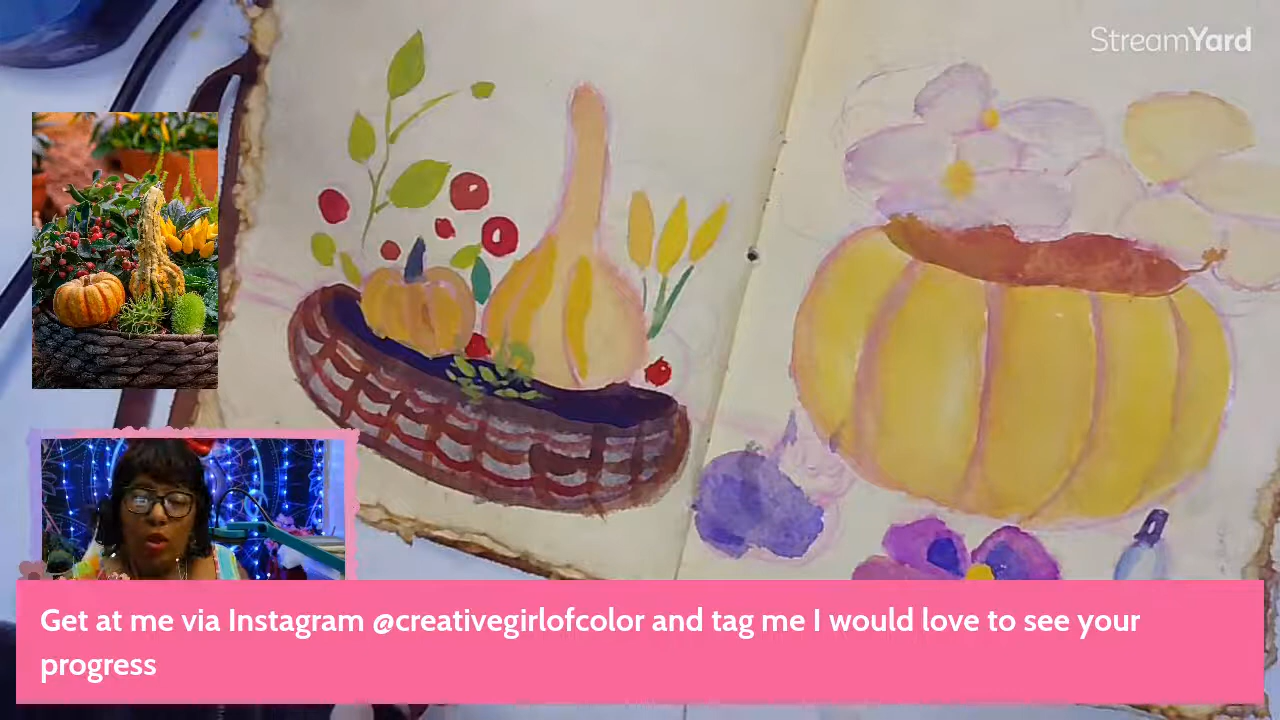 StreamYard
Get at me via Instagram @creativegirlofcolor and tag me I would love to see your
progress